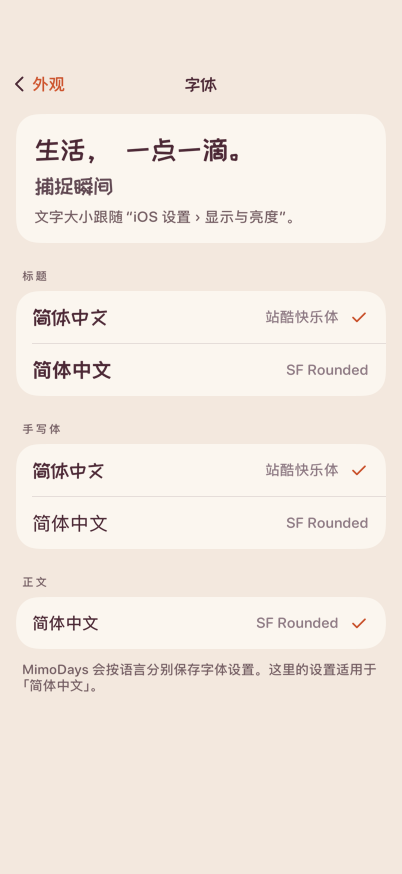 外观
字体
生活， 一点一滴。
捕捉瞬间
文字大小跟随 “iOS 设置 › 显示与亮度”。
标题
简体中文
站酷快乐体
简体中文
SF Rounded
手写体
简体中文
站酷快乐体
简体中文
SF Rounded
正文
简体中文
SF Rounded
MimoDays 会按语言分别保存字体设置。这里的设置适用于
「简体中文」。